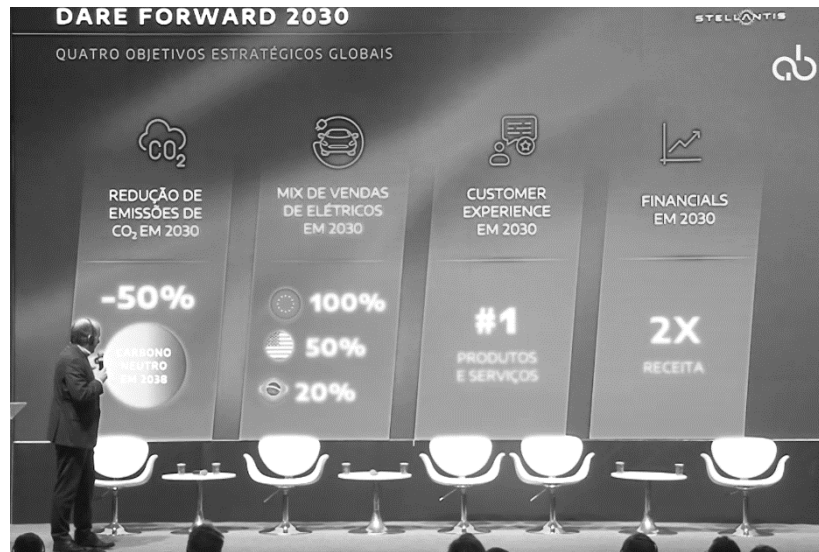 DARE FORWARD 2030
STELLANTIS
QUATRO OBJETIVOS ESTRATÉGICOS GLOBAIS
ab
CO2
REDUÇÃO DE
EMISSÕES DE
CO₂ EM 2030
-50%
CARBONO
NEUTRO
EM 2038
MIX DE VENDAS
DE ELÉTRICOS
EM 2030
100%
50%
20%
CUSTOMER
EXPERIENCE
EM 2030
#1
PRODUTOS
E SERVIÇOS
FINANCIALS
EM 2030
2X
RECEITA